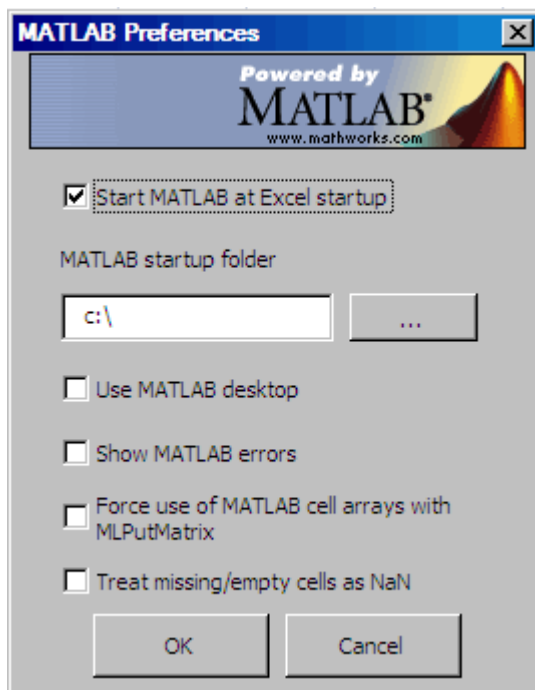 MATLAB Preferences
Powered by
MATLAB®
www.mathworks.com
Start MATLAB at Excel startup
MATLAB startup folder
c:\
...
Use MATLAB desktop
Show MATLAB errors
Force use of MATLAB cell arrays with
MLPutMatrix
Treat missing/empty cells as NaN
OK
Cancel